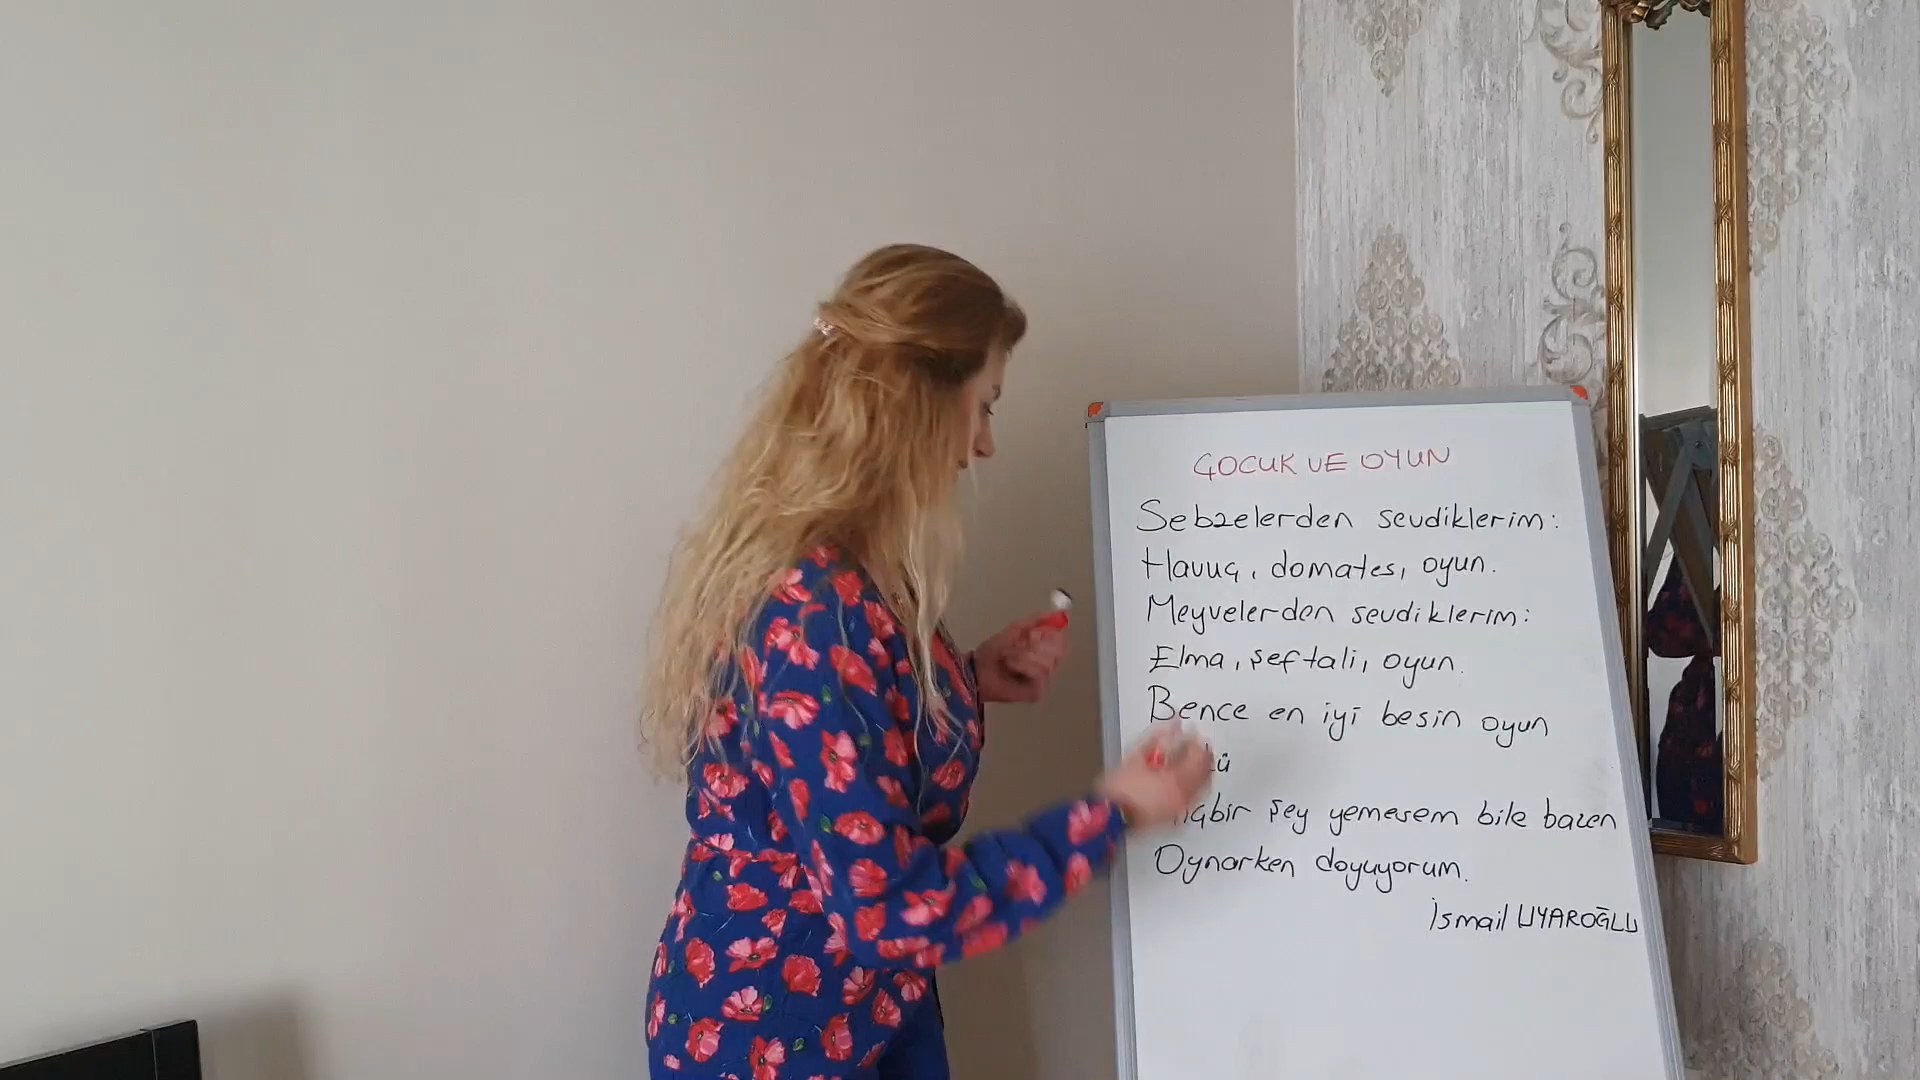 ÇOCUK VE OYUN
Sebzelerden sevdiklerim:
Havuç, domates, oyun.
Meyvelerden sevdiklerim:
Elma, şeftali, oyun.
Bence en iyi besin oyun
şey yemesem bile bazen
Oynarken doyuyorum.
İsmail UYAROĞLU